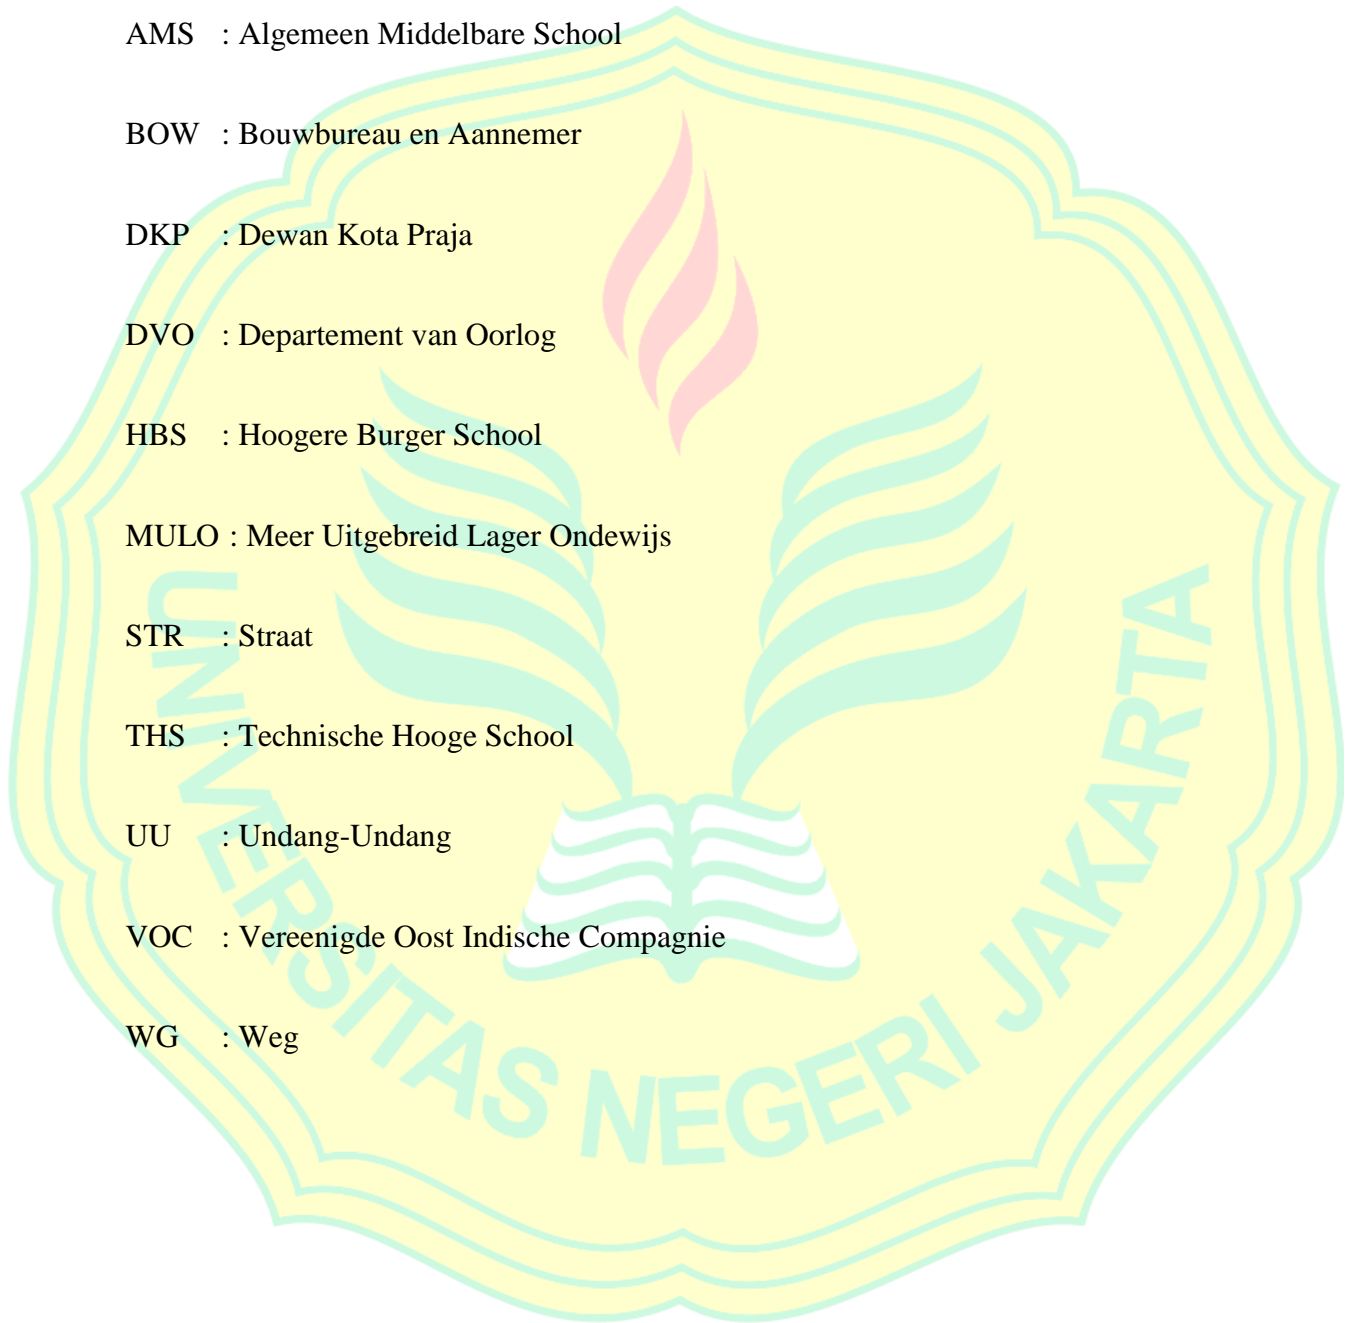 AMS : Algemeen Middelbare School
BOW : Bouwbureau en Aannemer
DKP : Dewan Kota Praja
DVO : Departement van Oorlog
HBS : Hoogere Burger School
MULO : Meer Uitgebreid Lager Ondewijs
STR : Straat
THS : Technische Hooge School
UU : Undang-Undang
VOC : Vereenigde Oost Indische Compagnie
WG : Weg
UNIVERSITAS NEGERI JAKARTA